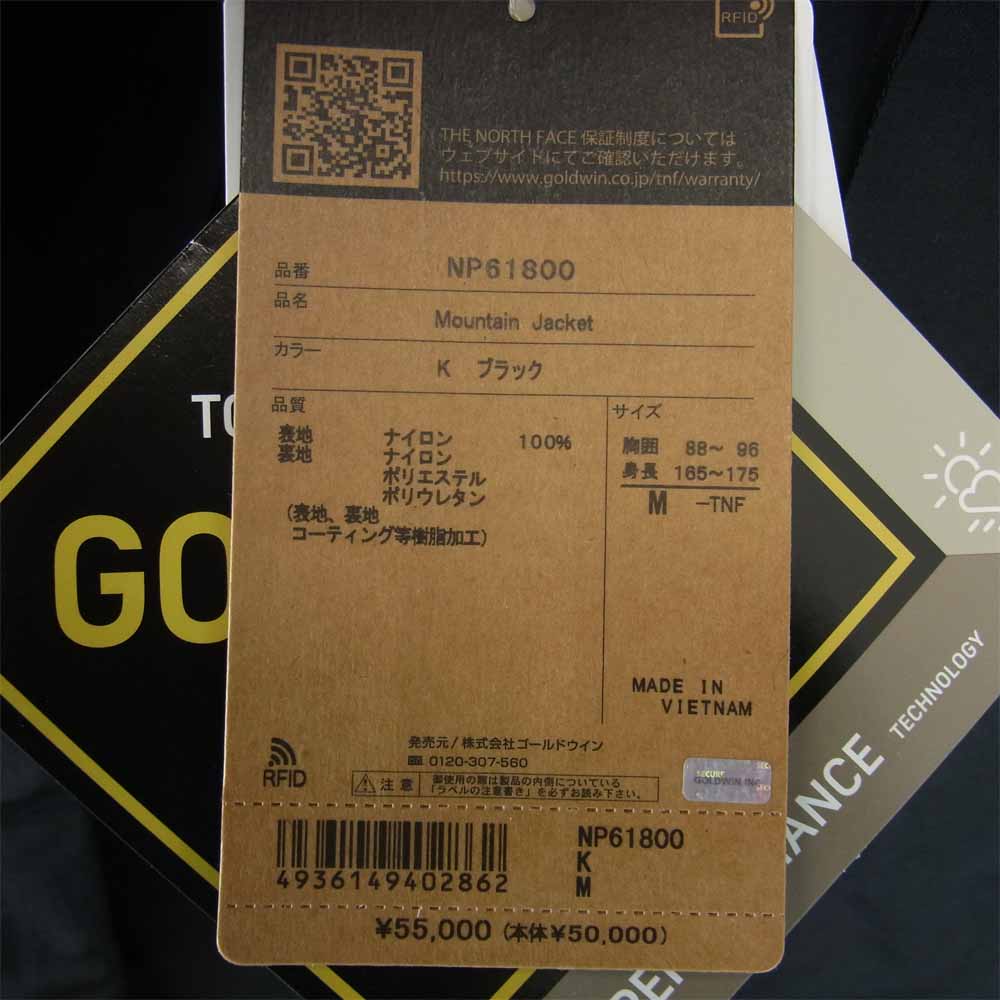 RFID
THE NORTH FACE 保証制度については
ウェブサイトにてご確認いただけます。
https://www.goldwin.co.jp/tnf/warranty/
品番 NP61800
品名
Mountain Jacket
カラー
K ブラック
品質
表地 ナイロン 100%
裏地 ナイロン
ポリエステル
ポリウレタン
(表地、裏地
コーティング等樹脂加工)
サイズ
胸囲 88～ 96
身長 165～175
M -TNF
MADE IN
VIETNAM
発売元/株式会社ゴールドウイン
0120-307-560
RFID
注意
御使用の際は製品の内側についている
「ラベルの注意書き」を必ずお読み下さい。
SECURE
GOLDWIN INC
4936149402862
NP61800
K
M
¥55,000 (本体¥50,000)
GO
TECHNOLOGY